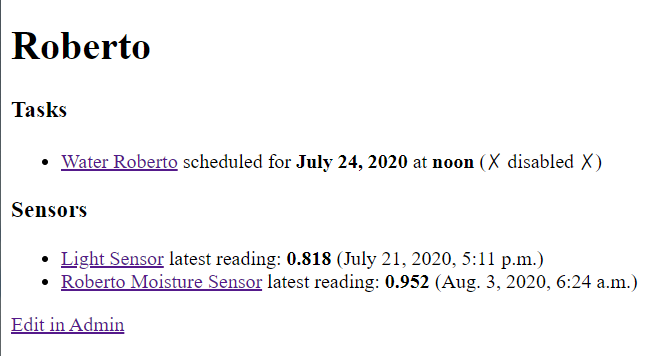 Roberto
Tasks
Water Roberto scheduled for July 24, 2020 at noon (✗ disabled ✗)
Sensors
Light Sensor latest reading: 0.818 (July 21, 2020, 5:11 p.m.)
Roberto Moisture Sensor latest reading: 0.952 (Aug. 3, 2020, 6:24 a.m.)
Edit in Admin